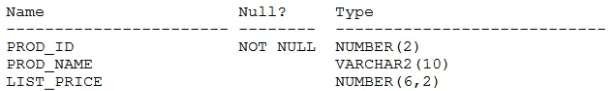 Name                    Null?    Type
----------------------- -------- ----------------------------
PROD_ID                 NOT NULL NUMBER(2)
PROD_NAME                        VARCHAR2(10)
LIST_PRICE                       NUMBER(6,2)